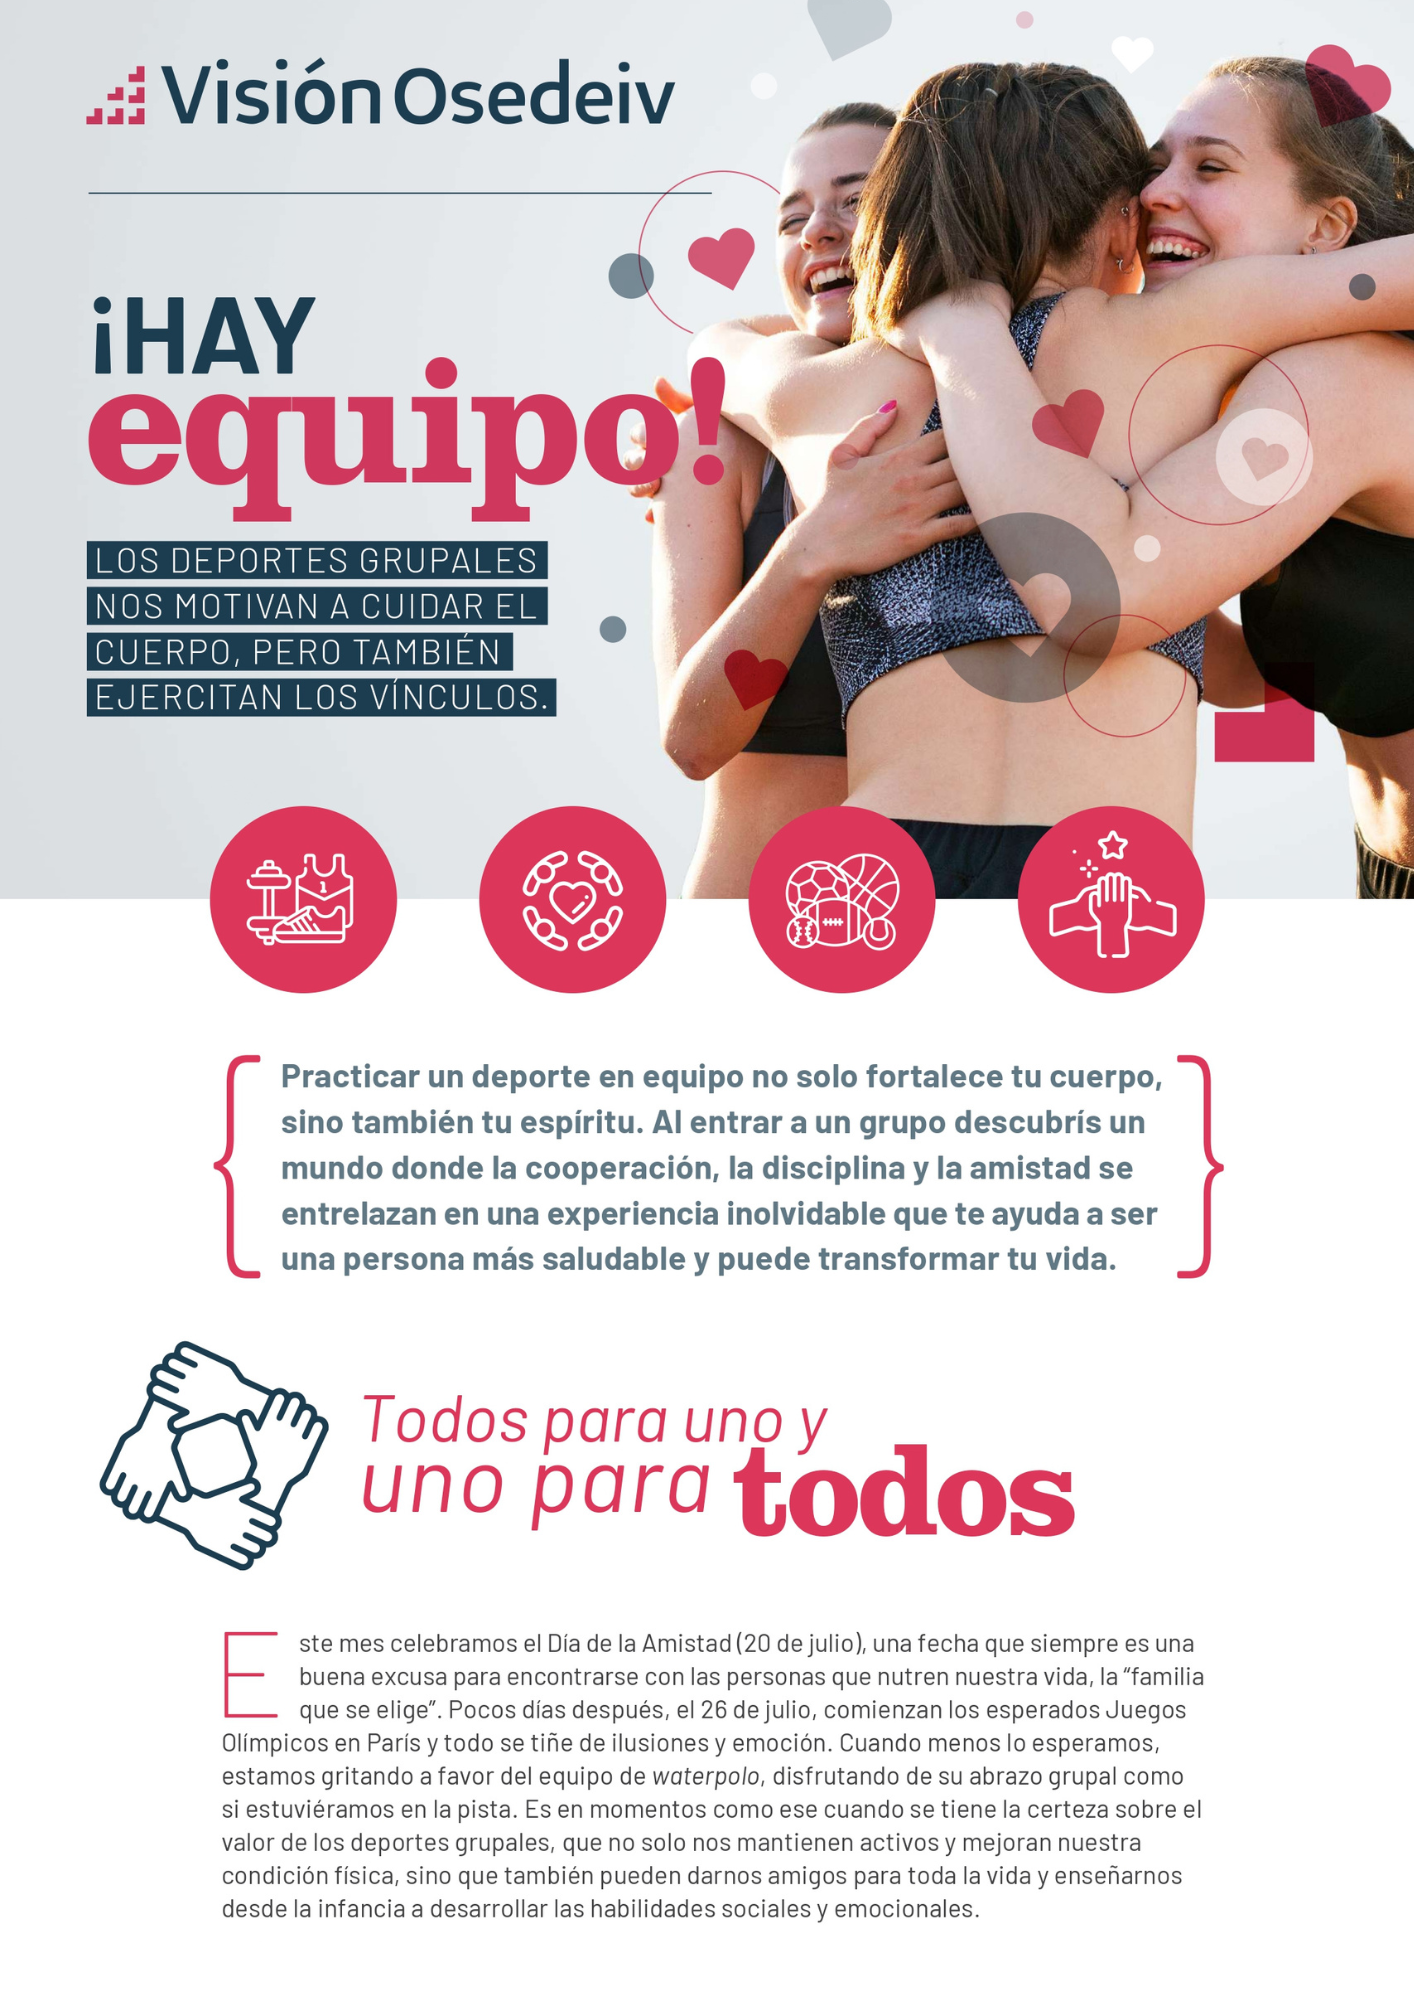 Visión Osedeiv
¡HAY
equipo!
LOS DEPORTES GRUPALES
NOS MOTIVAN A CUIDAR EL
CUERPO, PERO TAMBIÉN
EJERCITAN LOS VÍNCULOS.
1
Practicar un deporte en equipo no solo fortalece tu cuerpo,
sino también tu espíritu. Al entrar a un grupo descubrís un
mundo donde la cooperación, la disciplina y la amistad se
entrelazan en una experiencia inolvidable que te ayuda a ser
una persona más saludable y puede transformar tu vida.
Todos para uno y
uno para todos
Este mes celebramos el Día de la Amistad (20 de julio), una fecha que siempre es una
buena excusa para encontrarse con las personas que nutren nuestra vida, la “familia
que se elige”. Pocos días después, el 26 de julio, comienzan los esperados Juegos
Olímpicos en París y todo se tiñe de ilusiones y emoción. Cuando menos lo esperamos,
estamos gritando a favor del equipo de waterpolo, disfrutando de su abrazo grupal como
si estuviéramos en la pista. Es en momentos como ese cuando se tiene la certeza sobre el
valor de los deportes grupales, que no solo nos mantienen activos y mejoran nuestra
condición física, sino que también pueden darnos amigos para toda la vida y enseñarnos
desde la infancia a desarrollar las habilidades sociales y emocionales.